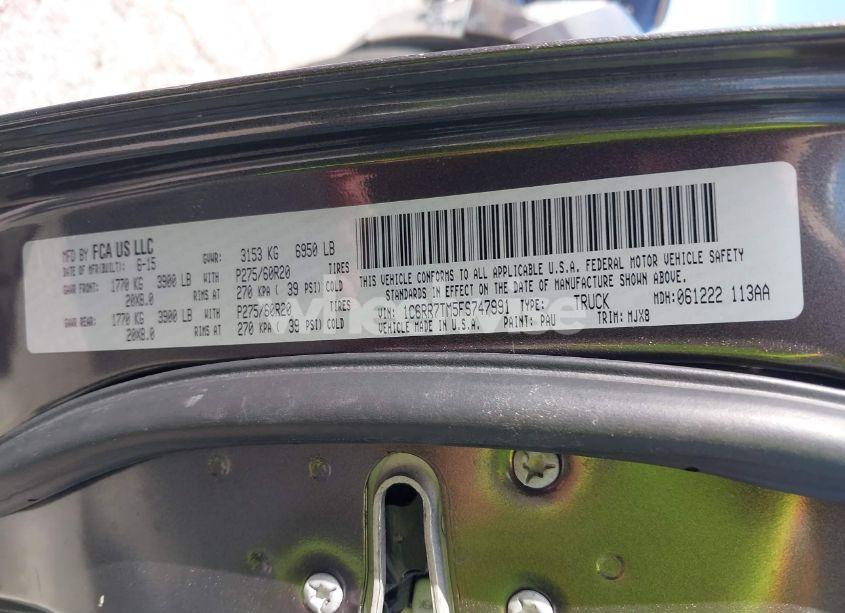 MFD BY FCA US LLC
DATE OF MFR(BUILT): 6-15 GVWR: 3153 KG 6950 LB
GAWR FRONT: 1770 KG 3900 LB WITH P275/60R20 TIRES
20X8.0 RIMS AT 270 KPA ( 39 PSI) COLD
GAWR REAR: 1770 KG 3900 LB WITH P275/60R20 TIRES
20X8.0 RIMS AT 270 KPA ( 39 PSI) COLD
THIS VEHICLE CONFORMS TO ALL APPLICABLE U.S.A. FEDERAL MOTOR VEHICLE SAFETY
STANDARDS IN EFFECT ON THE DATE OF MANUFACTURE SHOWN ABOVE.
VIN: 1C6RR7TM5FS747991 TYPE: TRUCK MDH: 061222 113AA
VEHICLE MADE IN PAINT: PAU TRIM: MJX8